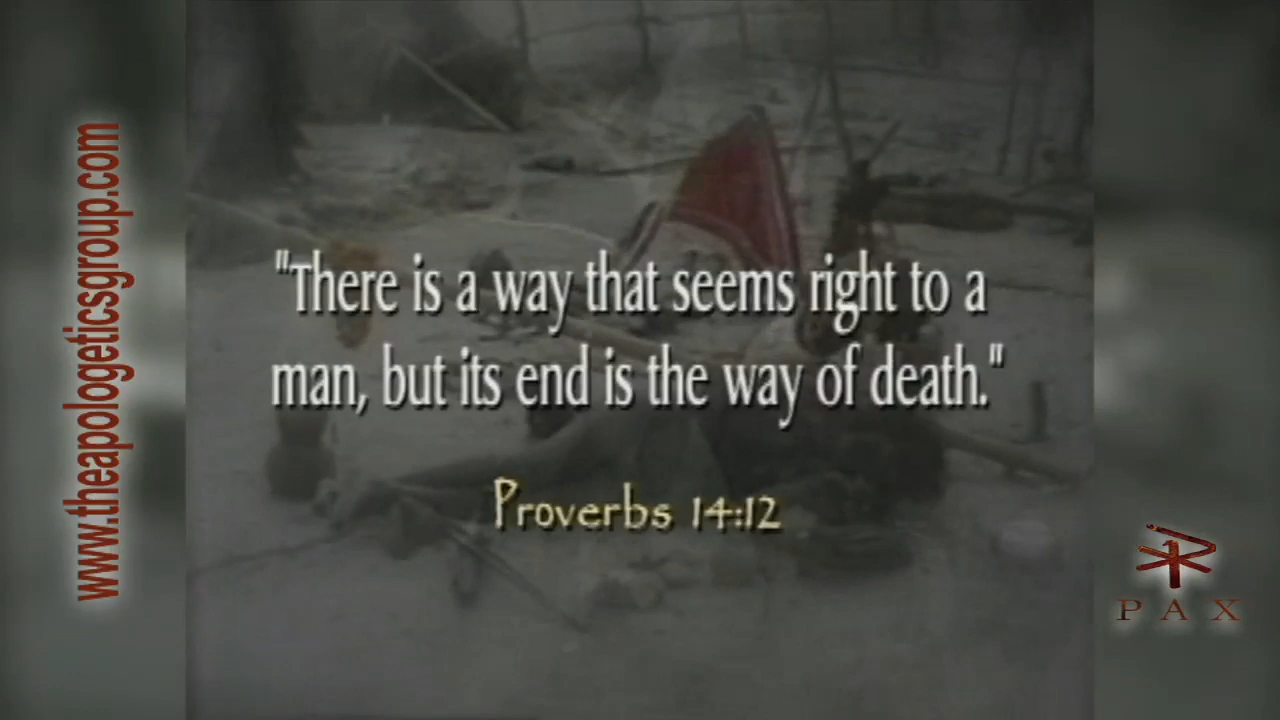 www.theapologeticsgroup.com
"There is a way that seems right to a
man, but its end is the way of death."
Proverbs 14:12
PAX